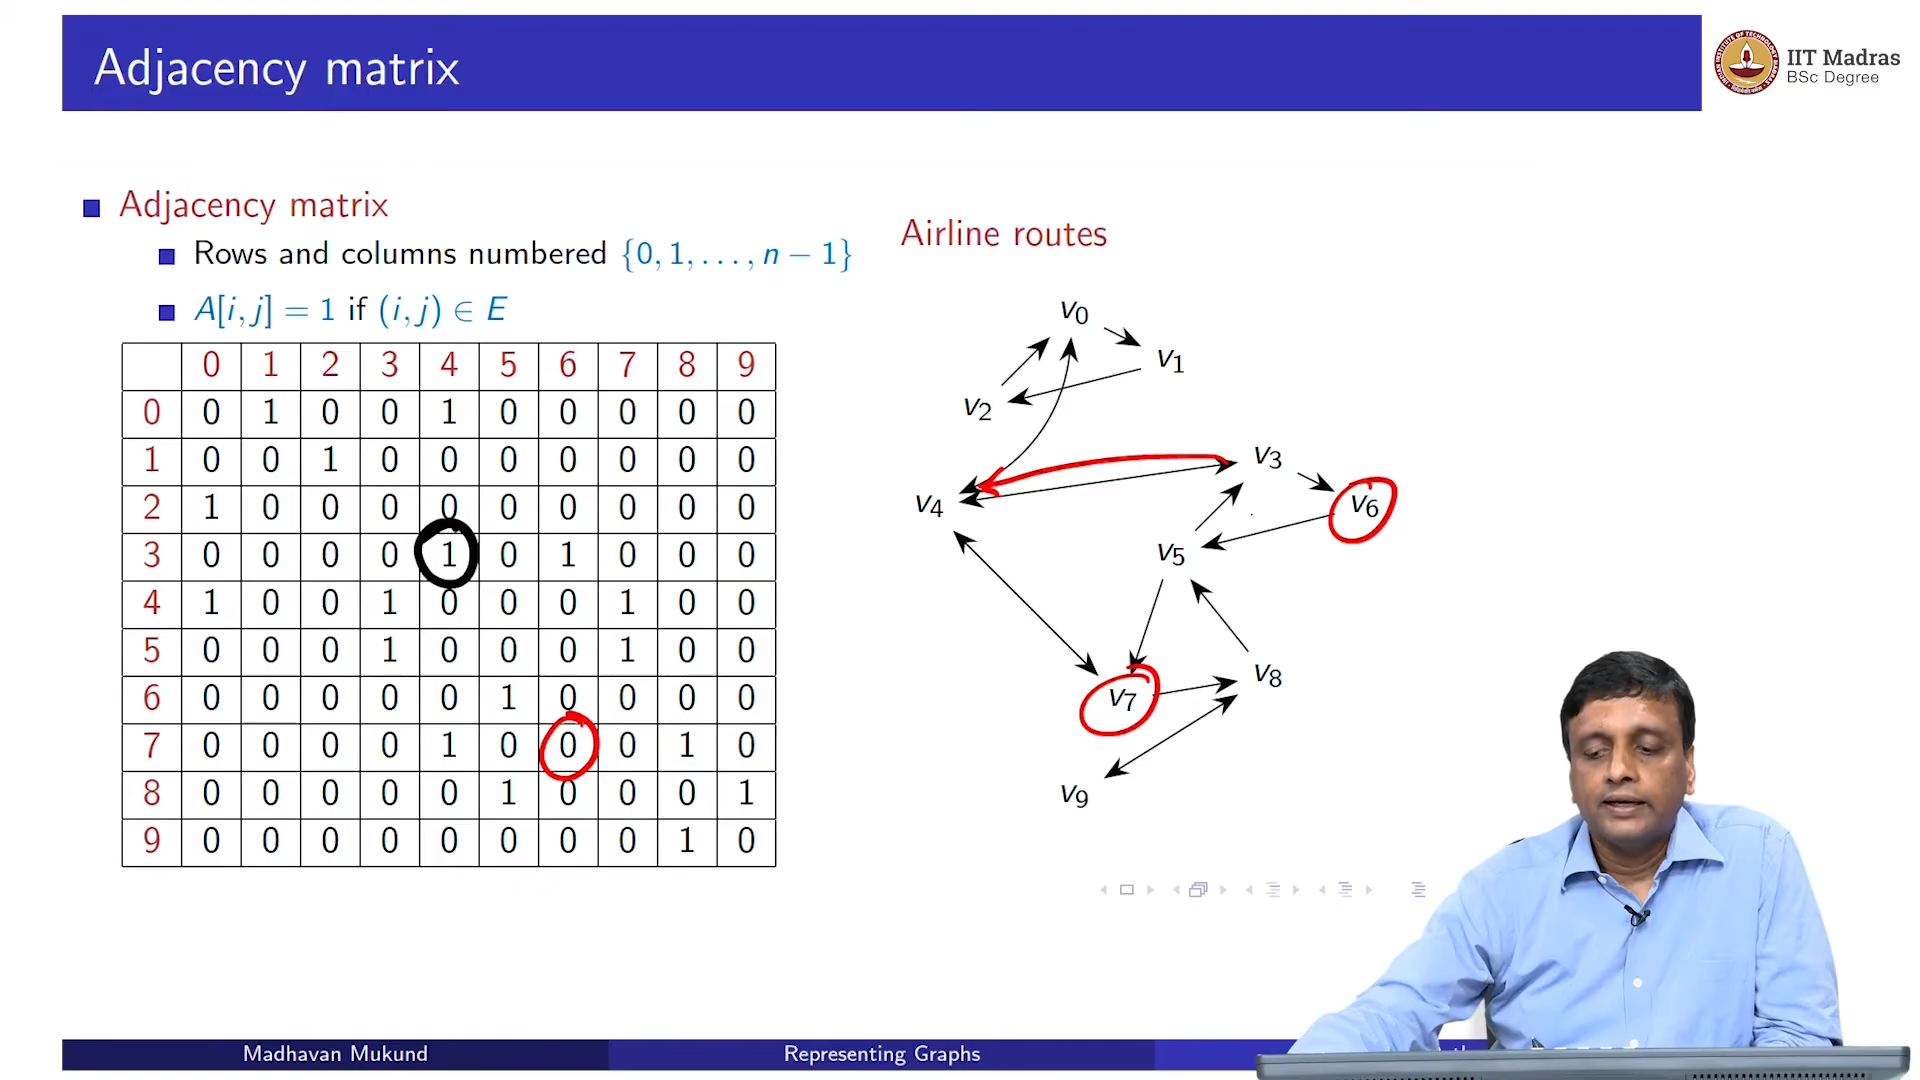 Adjacency matrix
IIT Madras
BSc Degree
Adjacency matrix
Rows and columns numbered {0, 1, . . . , n − 1}
A[i, j] = 1 if (i, j) ∈ E
0 1 2 3 4 5 6 7 8 9
0 0 1 0 0 1 0 0 0 0 0
1 0 0 1 0 0 0 0 0 0 0
2 1 0 0 0 0 0 0 0 0 0
3 0 0 0 0 1 0 1 0 0 0
4 1 0 0 1 0 0 0 1 0 0
5 0 0 0 1 0 0 0 1 0 0
6 0 0 0 0 0 1 0 0 0 0
7 0 0 0 0 1 0 0 0 1 0
8 0 0 0 0 0 1 0 0 0 1
9 0 0 0 0 0 0 0 0 1 0
Airline routes
v0
v1
v2
v3
v4
v6
v5
v8
v7
v9
Madhavan Mukund
Representing Graphs